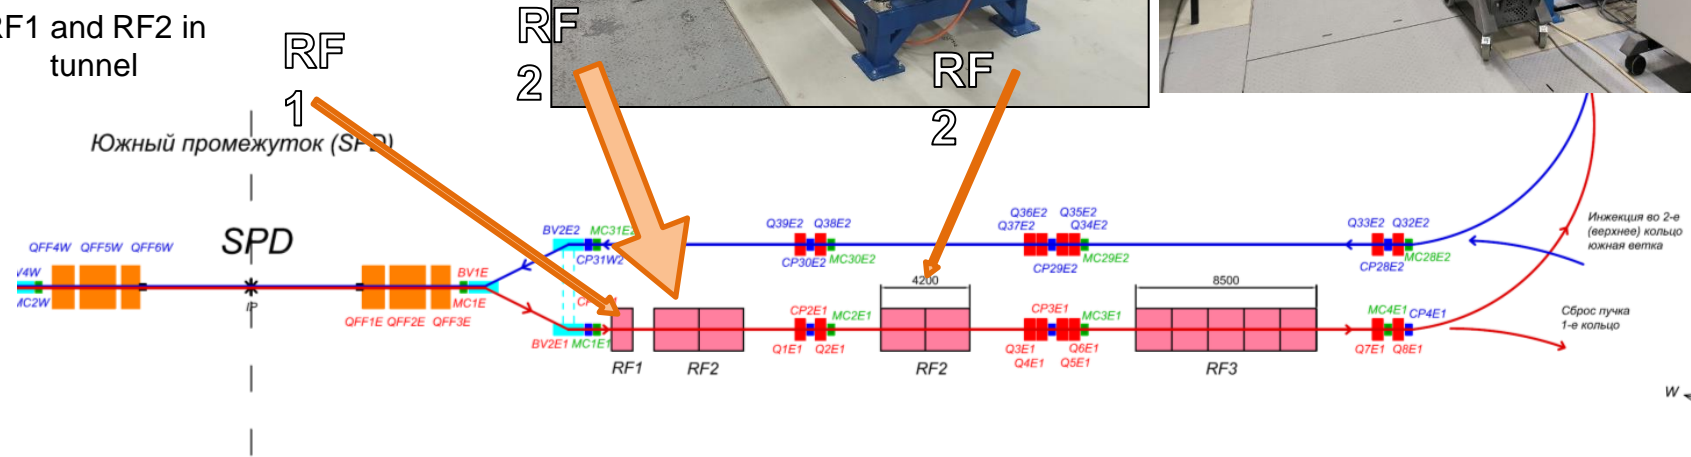 RF1 and RF2 in
tunnel
RF
1
RF
2
RF
2
Южный промежуток (SPD)
SPD
IP
QFF4W QFF5W QFF6W
V4W
MC2W
QFF1E QFF2E QFF3E
BV1E
MC1E
BV2E2 MC31E2
CP31W2
BV2E1 MC1E1
Q39E2 Q38E2
CP30E2 MC30E2
Q36E2 Q35E2
Q37E2 Q34E2
CP29E2 MC29E2
Q33E2 Q32E2
CP28E2 MC28E2
Инжекция во 2-е
(верхнее) кольцо
южная ветка
4200
8500
CP2E1 MC2E1
Q1E1 Q2E1
CP3E1 MC3E1
Q3E1 Q6E1
Q4E1 Q5E1
MC4E1 CP4E1
Q7E1 Q8E1
Сброс пучка
1-е кольцо
RF1 RF2 RF2 RF3
W